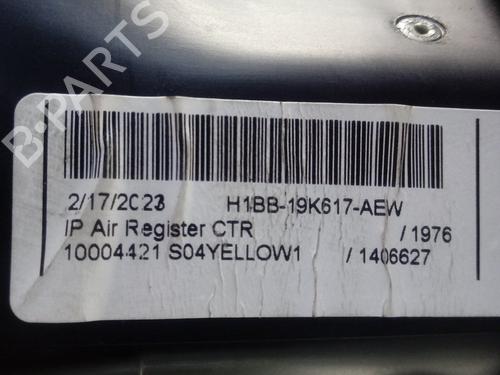 B-PARTS
2/17/2023 H1BB-19K617-AEW
IP Air Register CTR / 1976
10004421 S04YELLOW1 / 1406627